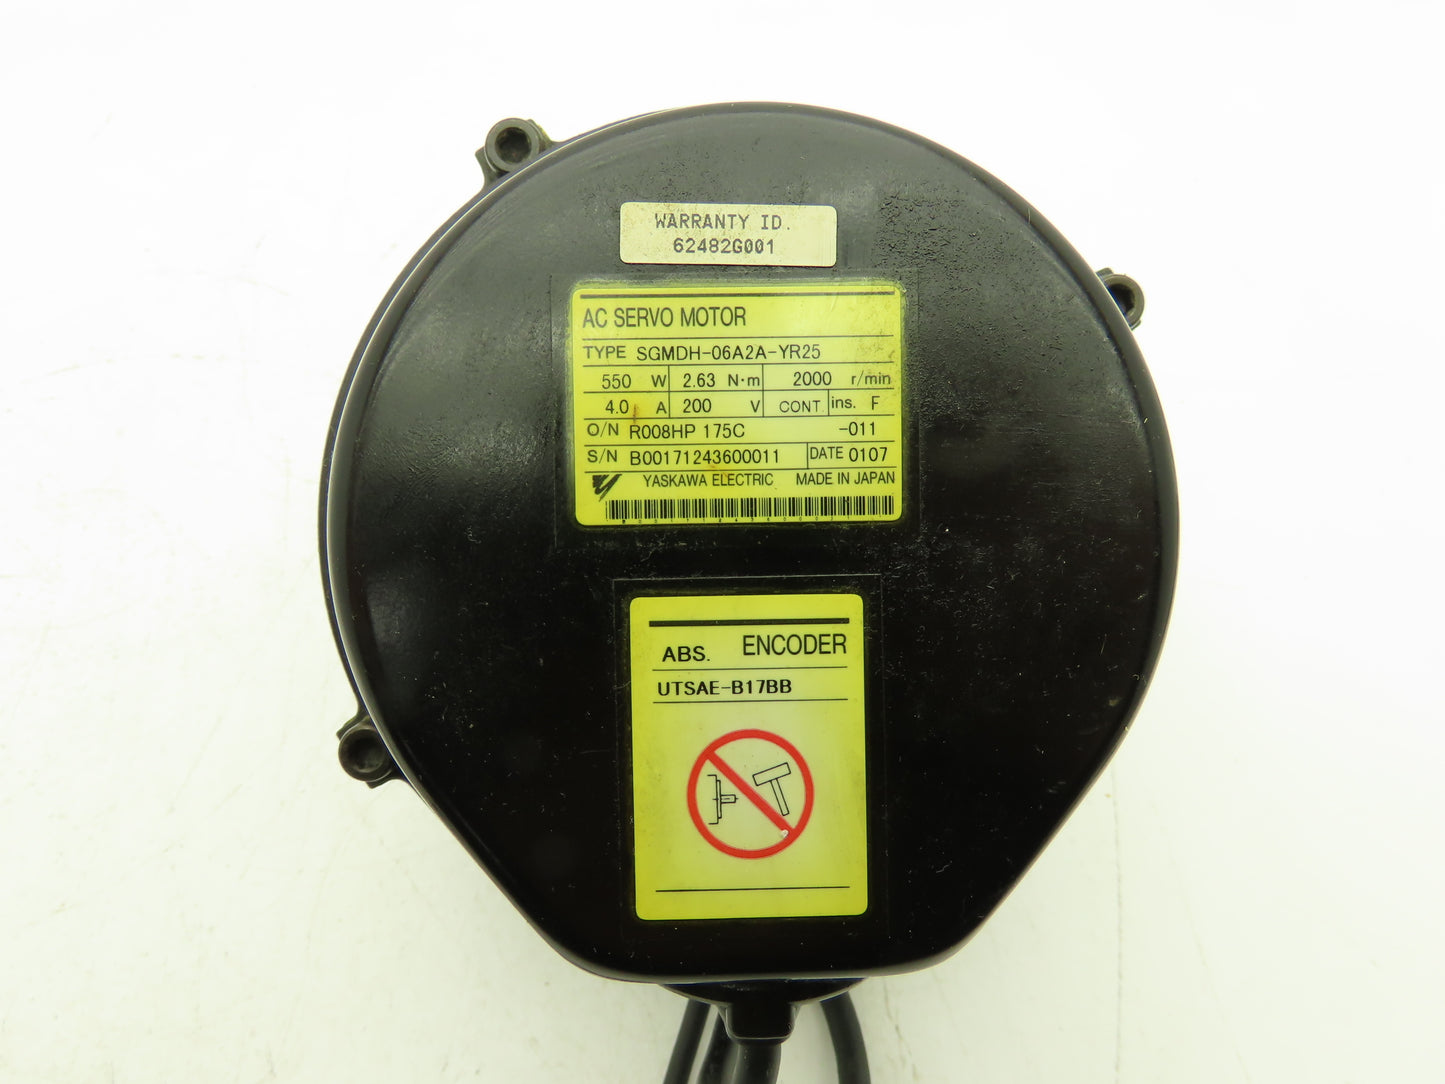 WARRANTY ID.
62482G001
AC SERVO MOTOR
TYPE SGMDH-06A2A-YR25
550 W 2.63 N·m 2000 r/min
4.0 A 200 V CONT. ins. F
O/N R008HP 175C -011
S/N B00171243600011 DATE 0107
YASKAWA ELECTRIC MADE IN JAPAN
ABS. ENCODER
UTSAE-B17BB